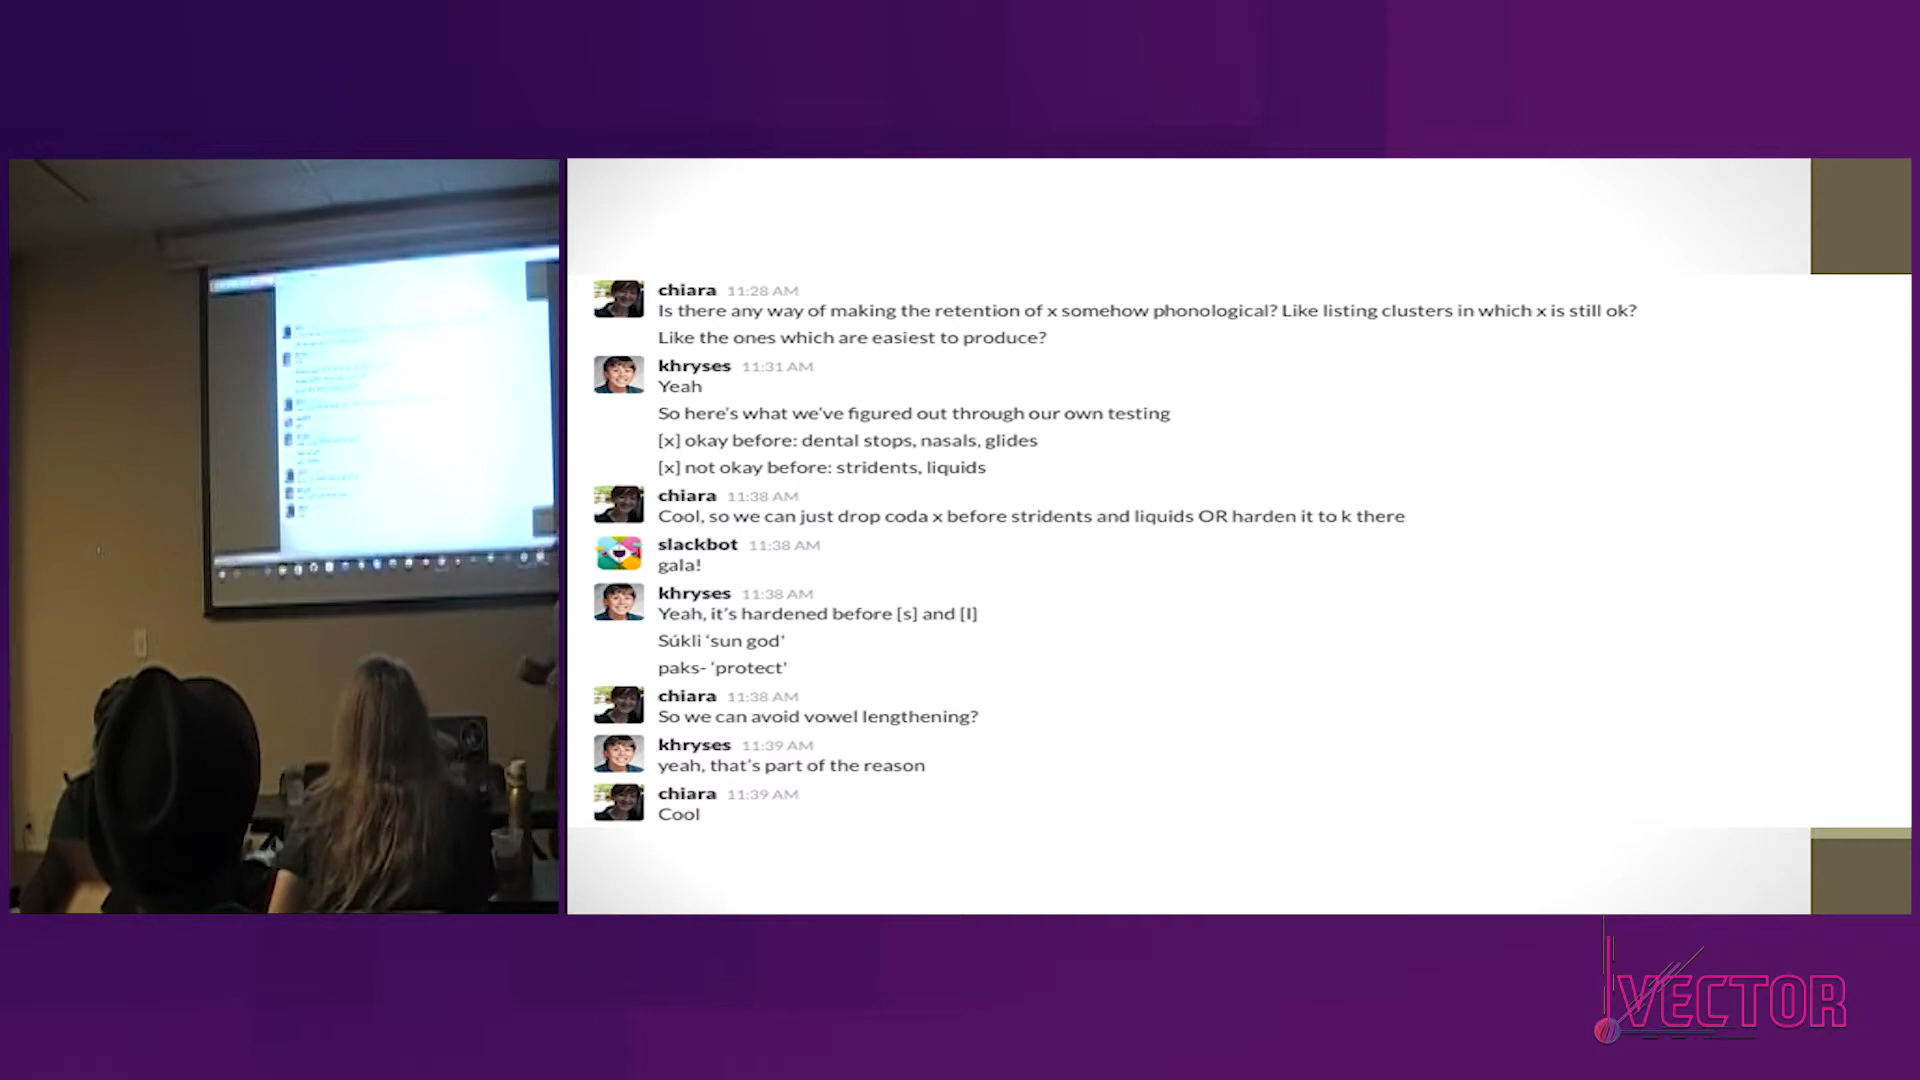 chiara 11:28 AM
Is there any way of making the retention of x somehow phonological? Like listing clusters in which x is still ok?
Like the ones which are easiest to produce?
khryses 11:31 AM
Yeah
So here's what we've figured out through our own testing
[x] okay before: dental stops, nasals, glides
[x] not okay before: stridents, liquids
chiara 11:38 AM
Cool, so we can just drop coda x before stridents and liquids OR harden it to k there
slackbot 11:38 AM
gala!
khryses 11:38 AM
Yeah, it's hardened before [s] and [l]
Súkli 'sun god'
paks- 'protect'
chiara 11:38 AM
So we can avoid vowel lengthening?
khryses 11:39 AM
yeah, that's part of the reason
chiara 11:39 AM
Cool
VECTOR